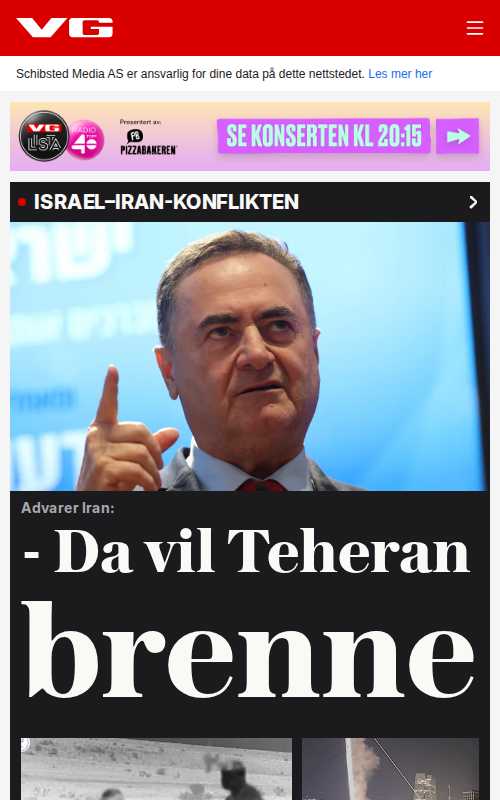 VG
Schibsted Media AS er ansvarlig for dine data på dette nettstedet. Les mer her
VG
LISTA
RADIO
TOPP
40
Presentert av:
PB
PIZZABAKEREN
SE KONSERTEN KL 20:15
ISRAEL–IRAN-KONFLIKTEN
Advarer Iran:
- Da vil Teheran
brenne